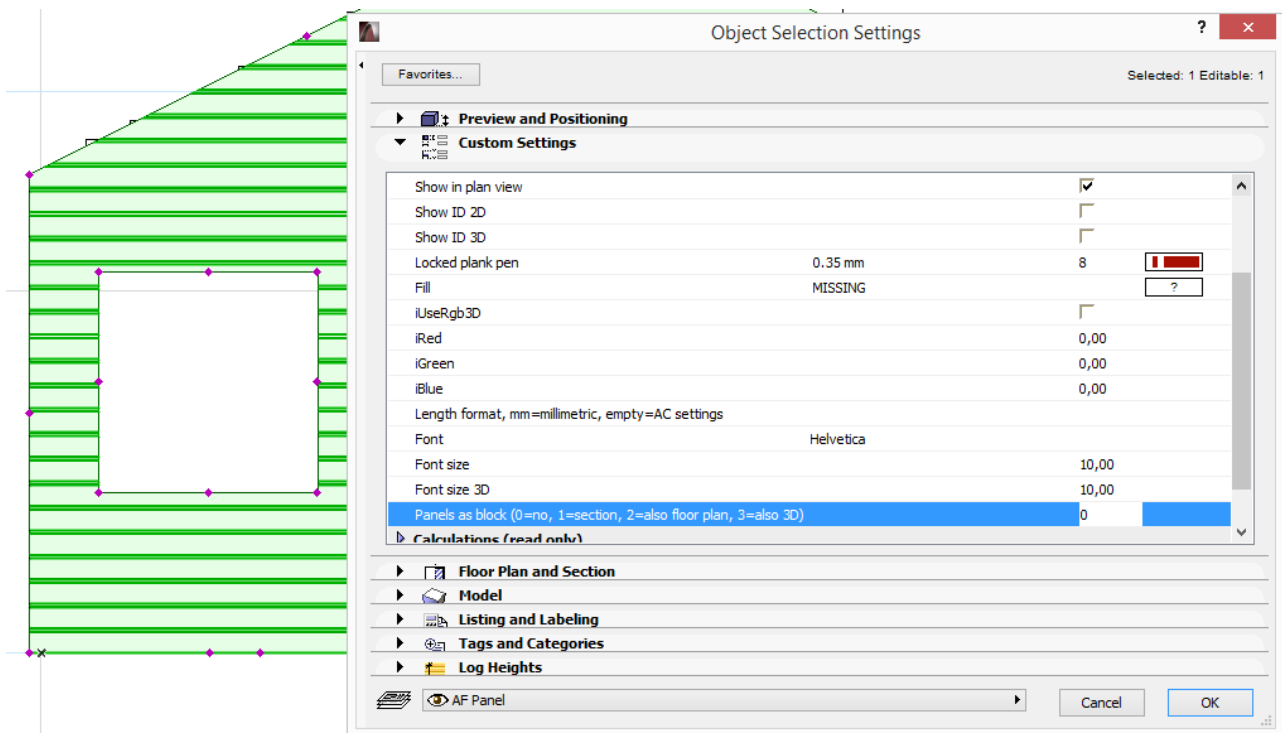 Object Selection Settings
? ×
Favorites...
Selected: 1 Editable: 1
Preview and Positioning
Custom Settings
Show in plan view
Show ID 2D
Show ID 3D
Locked plank pen 0.35 mm 8
Fill MISSING ?
iUseRgb3D
iRed 0,00
iGreen 0,00
iBlue 0,00
Length format, mm=millimetric, empty=AC settings
Font Helvetica
Font size 10,00
Font size 3D 10,00
Panels as block (0=no, 1=section, 2=also floor plan, 3=also 3D) 0
Calculations (read only)
Floor Plan and Section
Model
Listing and Labeling
Tags and Categories
Log Heights
AF Panel
Cancel
OK